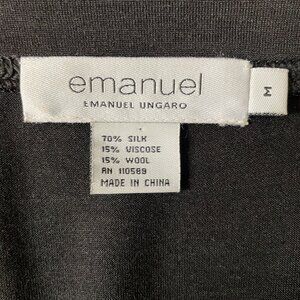 emanuel
EMANUEL UNGARO
M
70% SILK
15% VISCOSE
15% WOOL
RN 110589
MADE IN CHINA